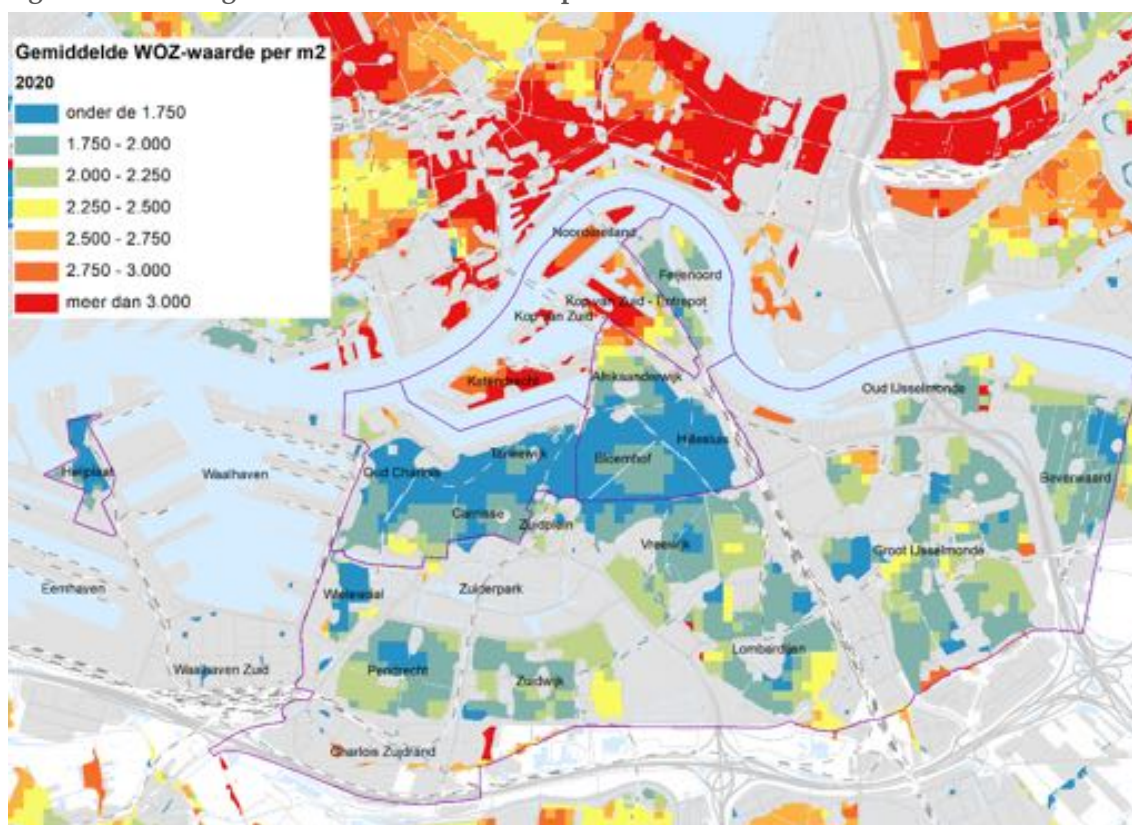 Gemiddelde WOZ-waarde per m2
2020
onder de 1.750
1.750 - 2.000
2.000 - 2.250
2.250 - 2.500
2.500 - 2.750
2.750 - 3.000
meer dan 3.000
Noordereiland
Feijenoord
Kop van Zuid - Entrepot
Kop van Zuid
Katendrecht
Afrikaanderwijk
Oud IJsselmonde
Hillesluis
Tarwewijk
Bloemhof
Oud Charlois
Heijplaat
Waalhaven
Beverwaard
Carnisse
Zuidplein
Vreewijk
Groot IJsselmonde
Eemhaven
Wielewaal
Zuiderpark
Lombardijen
Waalhaven Zuid
Pendrecht
Zuidwijk
Charlois Zuidrand